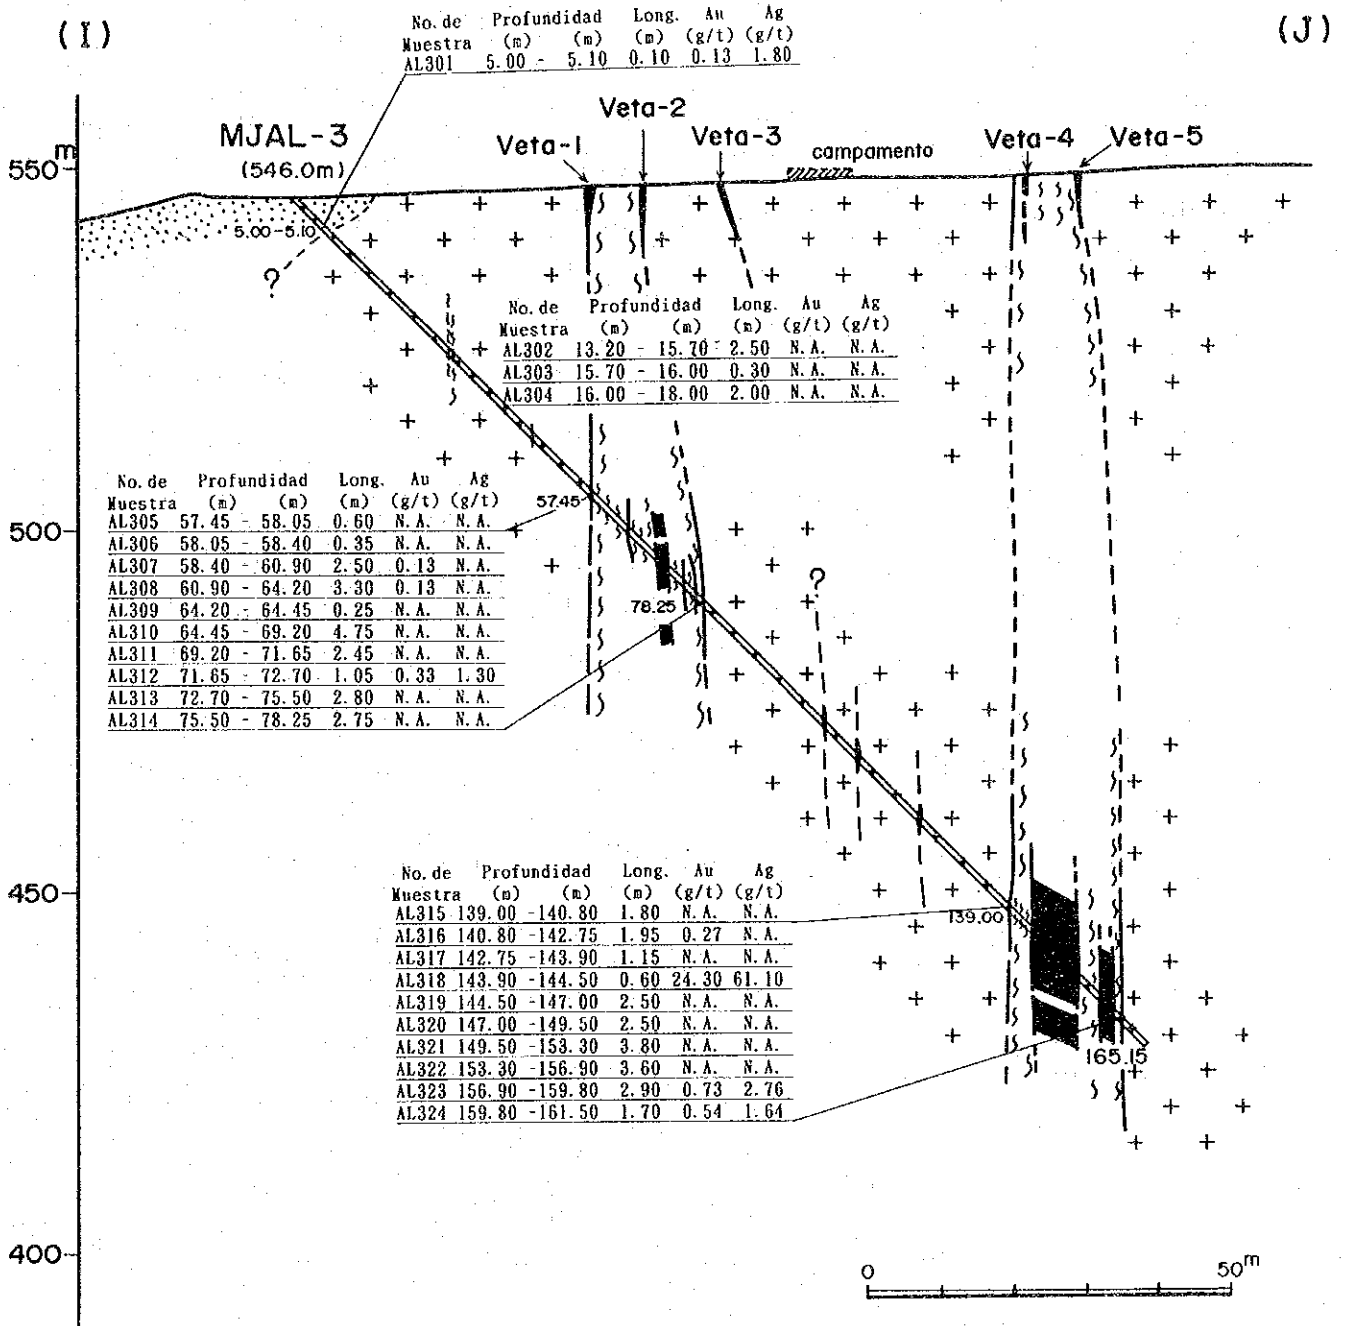 (I)
(J)
No. de Profundidad Long. Au Ag
Muestra (m) (m) (m) (g/t) (g/t)
AL301 5.00 - 5.10 0.10 0.13 1.80
MJAL-3
(546.0m)
Veta-1
Veta-2
Veta-3
campamento
Veta-4
Veta-5
m
550
5.00-5.10
?
No. de Profundidad Long. Au Ag
Muestra (m) (m) (m) (g/t) (g/t)
AL302 13.20 - 15.70 2.50 N.A. N.A.
AL303 15.70 - 16.00 0.30 N.A. N.A.
AL304 16.00 - 18.00 2.00 N.A. N.A.
No. de Profundidad Long. Au Ag
Muestra (m) (m) (m) (g/t) (g/t)
AL305 57.45 - 58.05 0.60 N.A. N.A.
AL306 58.05 - 58.40 0.35 N.A. N.A.
AL307 58.40 - 60.90 2.50 0.13 N.A.
AL308 60.90 - 64.20 3.30 0.13 N.A.
AL309 64.20 - 64.45 0.25 N.A. N.A.
AL310 64.45 - 69.20 4.75 N.A. N.A.
AL311 69.20 - 71.65 2.45 N.A. N.A.
AL312 71.65 - 72.70 1.05 0.33 1.30
AL313 72.70 - 75.50 2.80 N.A. N.A.
AL314 75.50 - 78.25 2.75 N.A. N.A.
57.45
500
78.25
?
No. de Profundidad Long. Au Ag
Muestra (m) (m) (m) (g/t) (g/t)
AL315 139.00 - 140.80 1.80 N.A. N.A.
AL316 140.80 - 142.75 1.95 0.27 N.A.
AL317 142.75 - 143.90 1.15 N.A. N.A.
AL318 143.90 - 144.50 0.60 24.30 61.10
AL319 144.50 - 147.00 2.50 N.A. N.A.
AL320 147.00 - 149.50 2.50 N.A. N.A.
AL321 149.50 - 153.30 3.80 N.A. N.A.
AL322 153.30 - 156.90 3.60 N.A. N.A.
AL323 156.90 - 159.80 2.90 0.73 2.76
AL324 159.80 - 161.50 1.70 0.54 1.64
450
139.00
165.15
400
0 50m